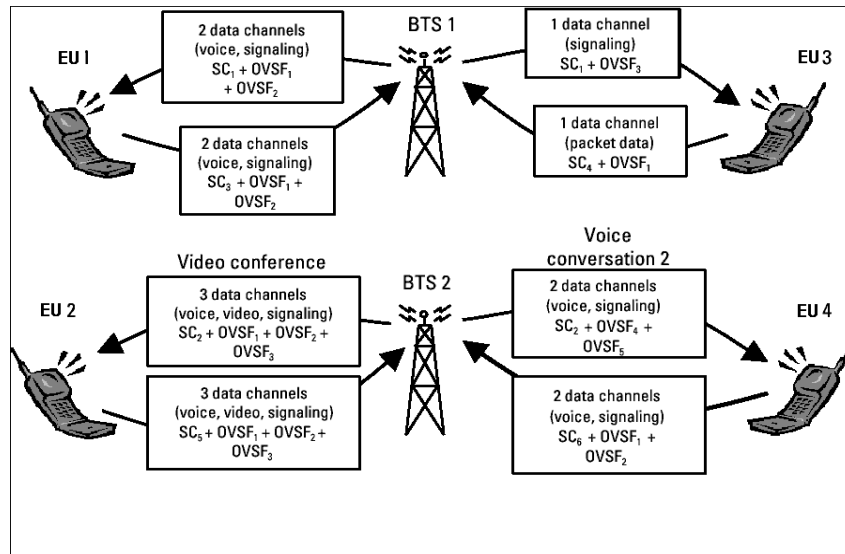 EU 1
2 data channels
(voice, signaling)
SC₁ + OVSF₁
+ OVSF₂
BTS 1
1 data channel
(signaling)
SC₁ + OVSF₃
EU 3
2 data channels
(voice, signaling)
SC₃ + OVSF₁ +
OVSF₂
1 data channel
(packet data)
SC₄ + OVSF₁
Video conference
Voice
conversation 2
EU 2
3 data channels
(voice, video, signaling)
SC₂ + OVSF₁ + OVSF₂ +
OVSF₃
BTS 2
2 data channels
(voice, signaling)
SC₂ + OVSF₄ +
OVSF₅
EU 4
3 data channels
(voice, video, signaling)
SC₅ + OVSF₁ + OVSF₂ +
OVSF₃
2 data channels
(voice, signaling)
SC₆ + OVSF₁ +
OVSF₂